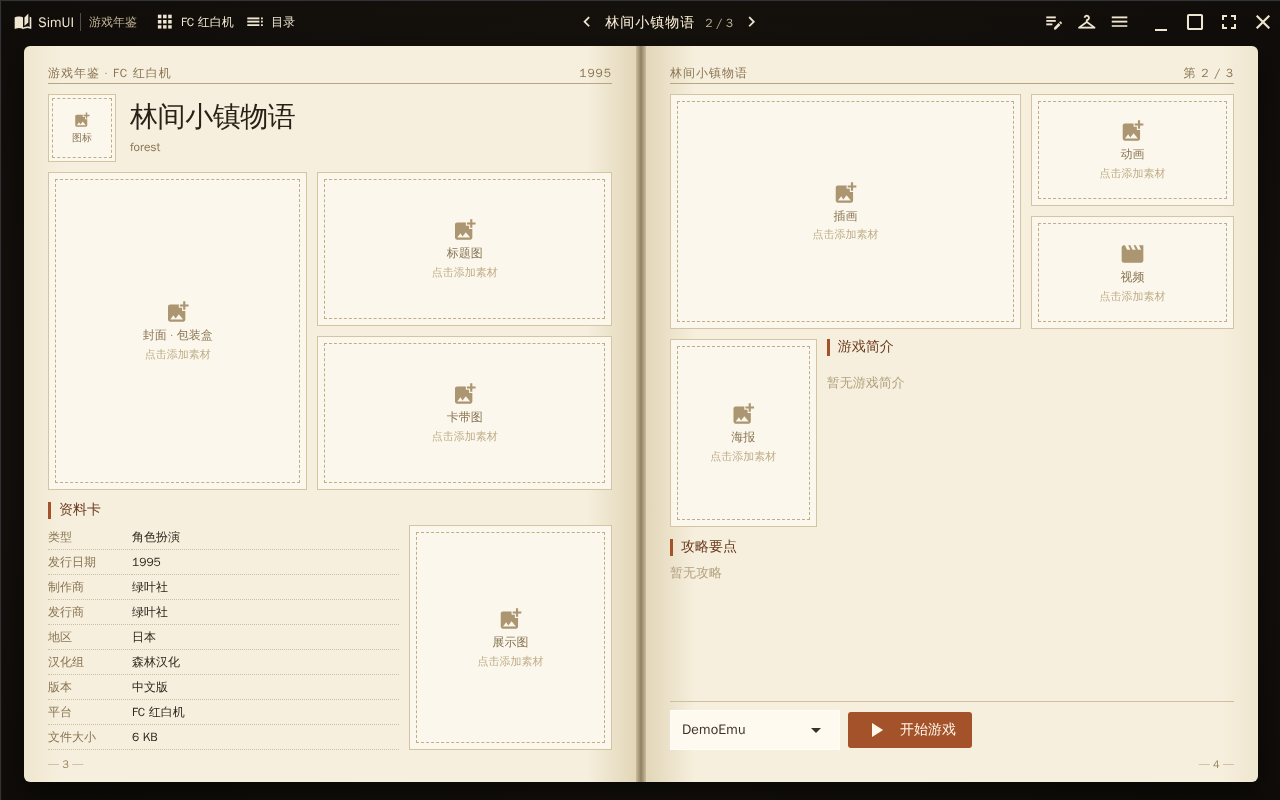 SimUI 游戏年鉴 FC 红白机 目录 林间小镇物语 2 / 3
游戏年鉴 · FC 红白机 1995
图标
林间小镇物语
forest
封面 · 包装盒
点击添加素材
标题图
点击添加素材
卡带图
点击添加素材
资料卡
类型 角色扮演
发行日期 1995
制作商 绿叶社
发行商 绿叶社
地区 日本
汉化组 森林汉化
版本 中文版
平台 FC 红白机
文件大小 6 KB
展示图
点击添加素材
— 3 —
林间小镇物语 第 2 / 3
插画
点击添加素材
动画
点击添加素材
视频
点击添加素材
海报
点击添加素材
游戏简介
暂无游戏简介
攻略要点
暂无攻略
DemoEmu 开始游戏
— 4 —